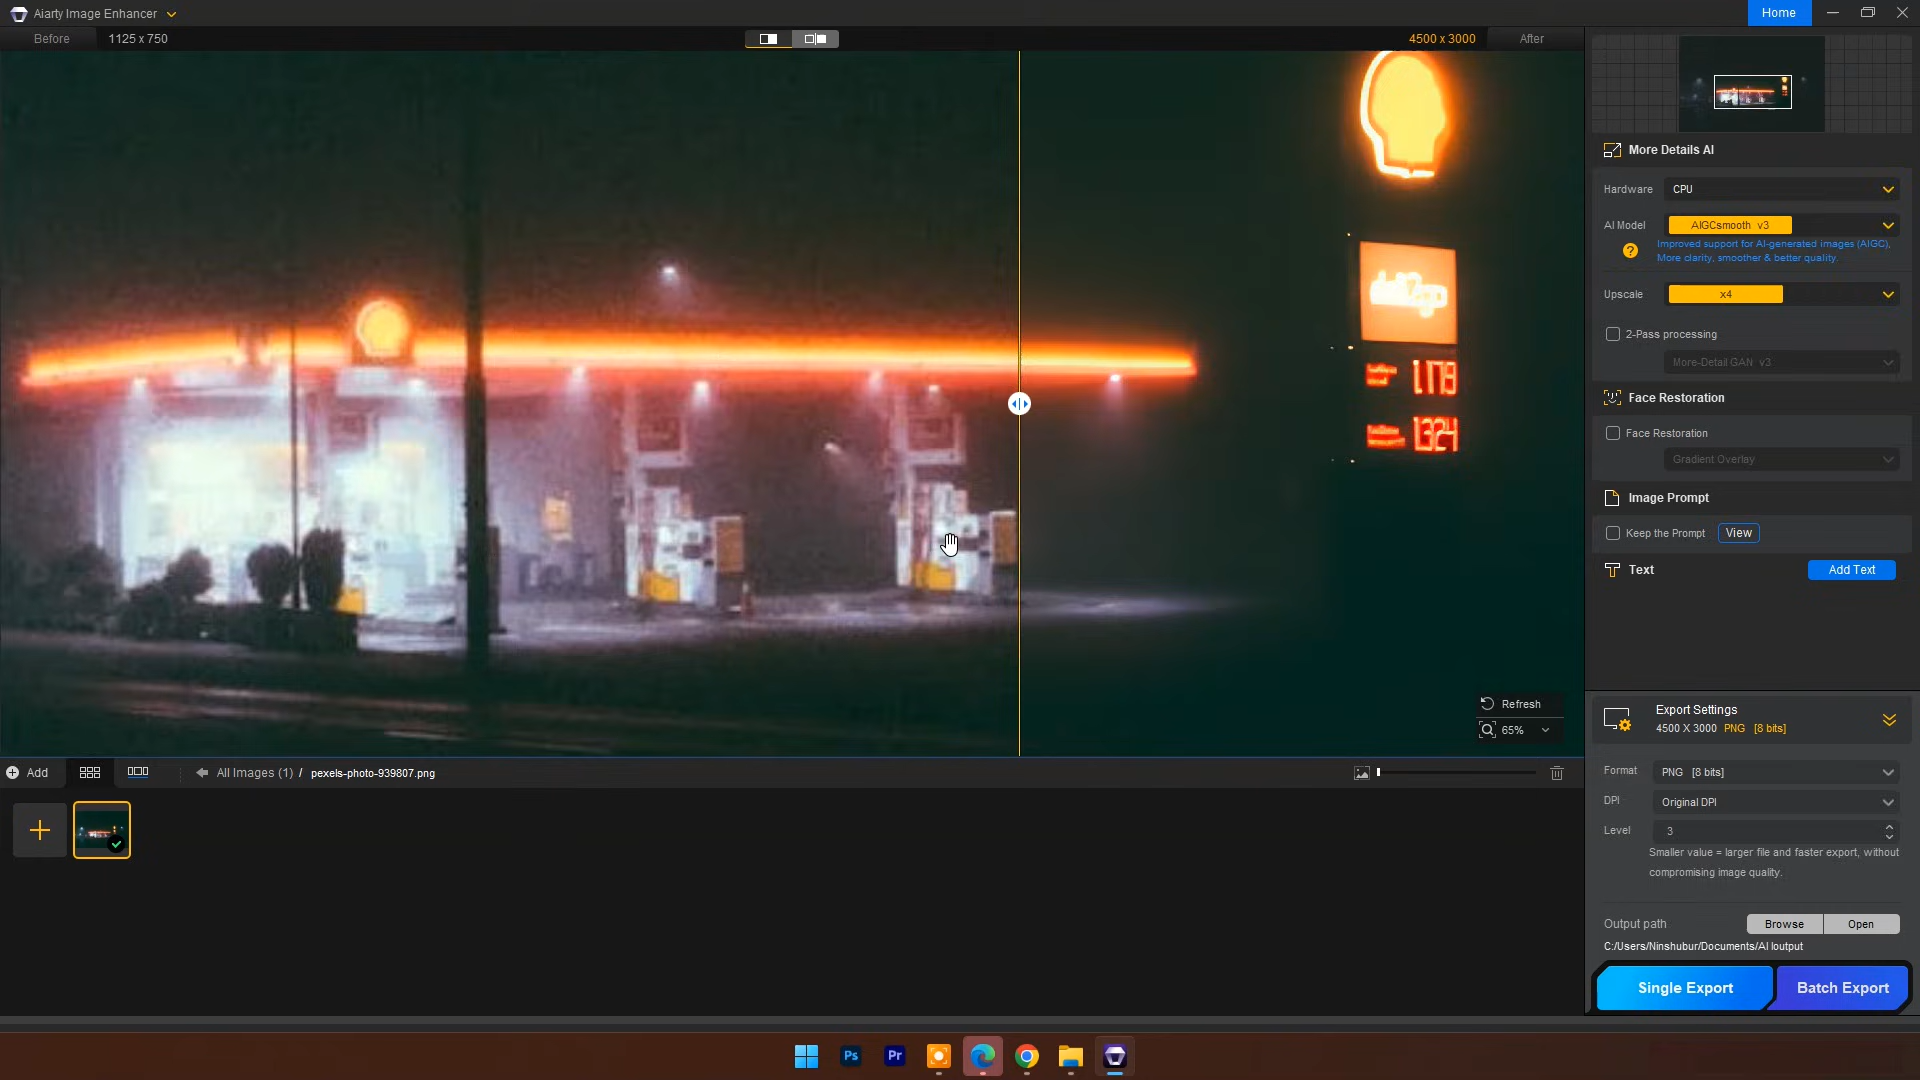 Aiarty Image Enhancer
Home
Before
1125 x 750
4500 x 3000
After
More Details AI
Hardware
CPU
AI Model
AIGCsmooth v3
?
Improved support for AI-generated images (AIGC),
More clarity, smoother & better quality.
Upscale
x4
2-Pass processing
More-Detail GAN v3
Face Restoration
Face Restoration
Gradient Overlay
Image Prompt
Keep the Prompt
View
Text
Add Text
Refresh
65%
Export Settings
4500 X 3000 PNG [8 bits]
Add
All Images (1) / pexels-photo-939807.png
Format
PNG [8 bits]
DPI
Original DPI
Level
3
Smaller value = larger file and faster export, without
compromising image quality.
Output path
Browse
Open
C:/Users/Ninshubur/Documents/AI Ioutput
Single Export
Batch Export
Ps
Pr